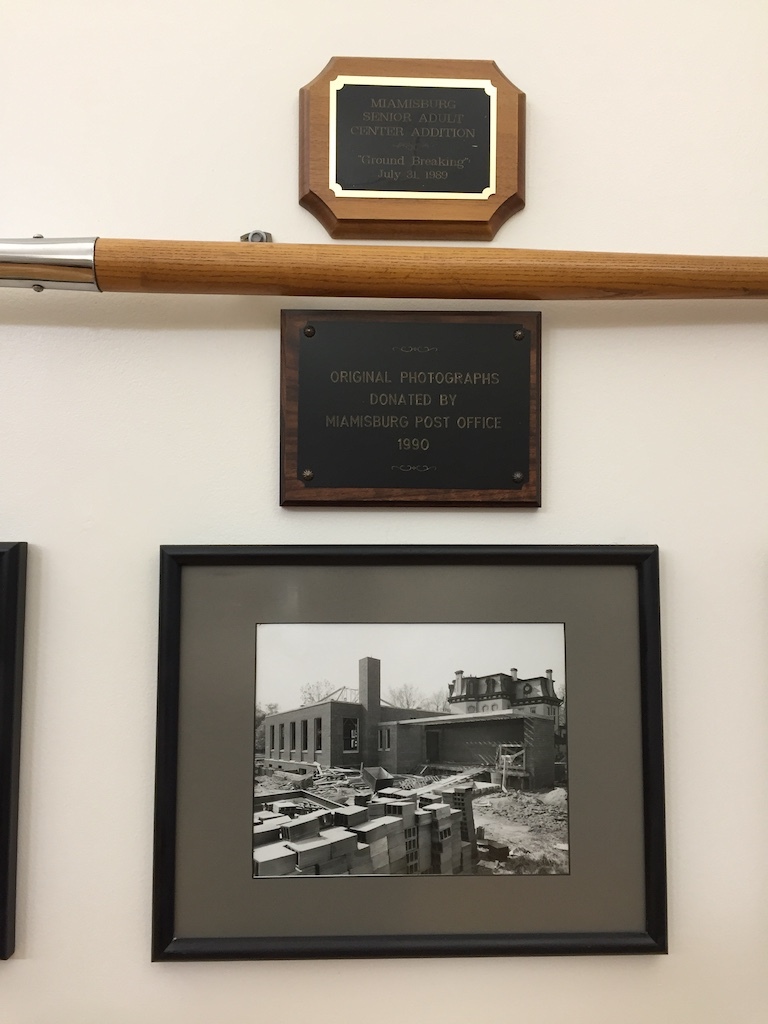 MIAMISBURG
SENIOR ADULT
CENTER ADDITION
"Ground Breaking"
July 31, 1989
ORIGINAL PHOTOGRAPHS
DONATED BY
MIAMISBURG POST OFFICE
1990